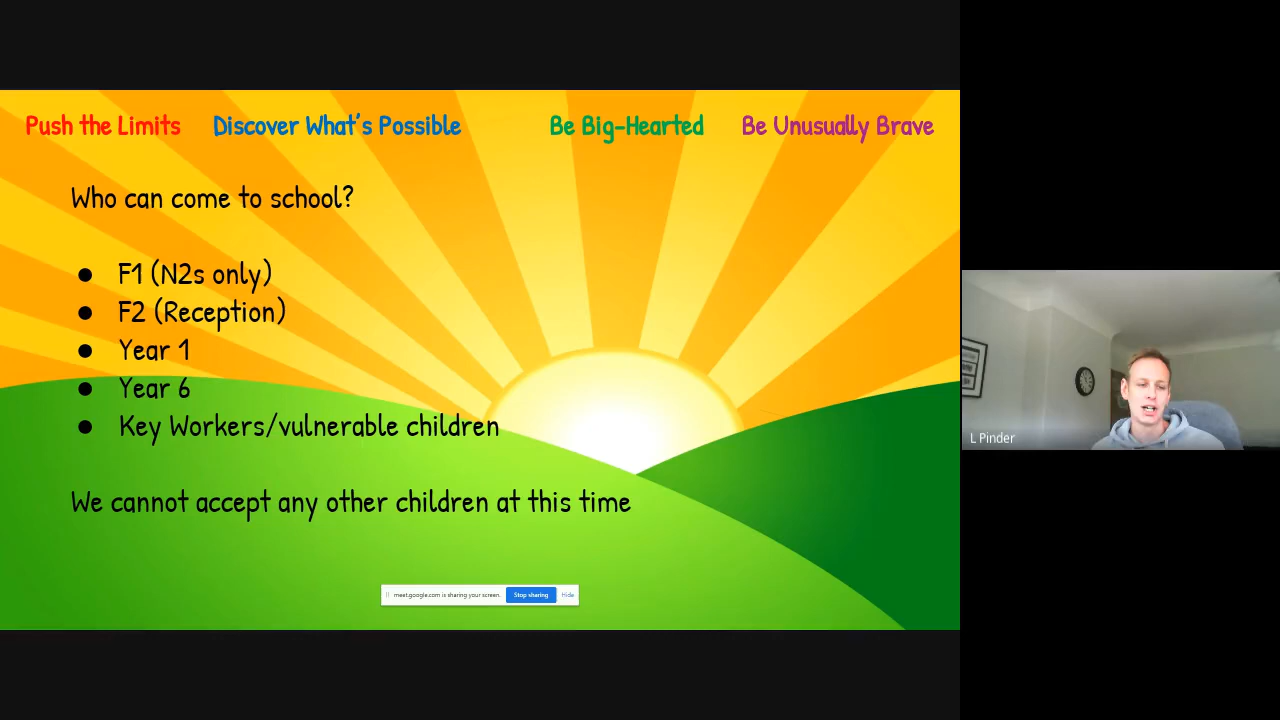 Push the Limits Discover What's Possible Be Big-Hearted Be Unusually Brave
Who can come to school?
● F1 (N2s only)
● F2 (Reception)
● Year 1
● Year 6
● Key Workers/vulnerable children
We cannot accept any other children at this time
meet.google.com is sharing your screen. Stop sharing Hide
L Pinder